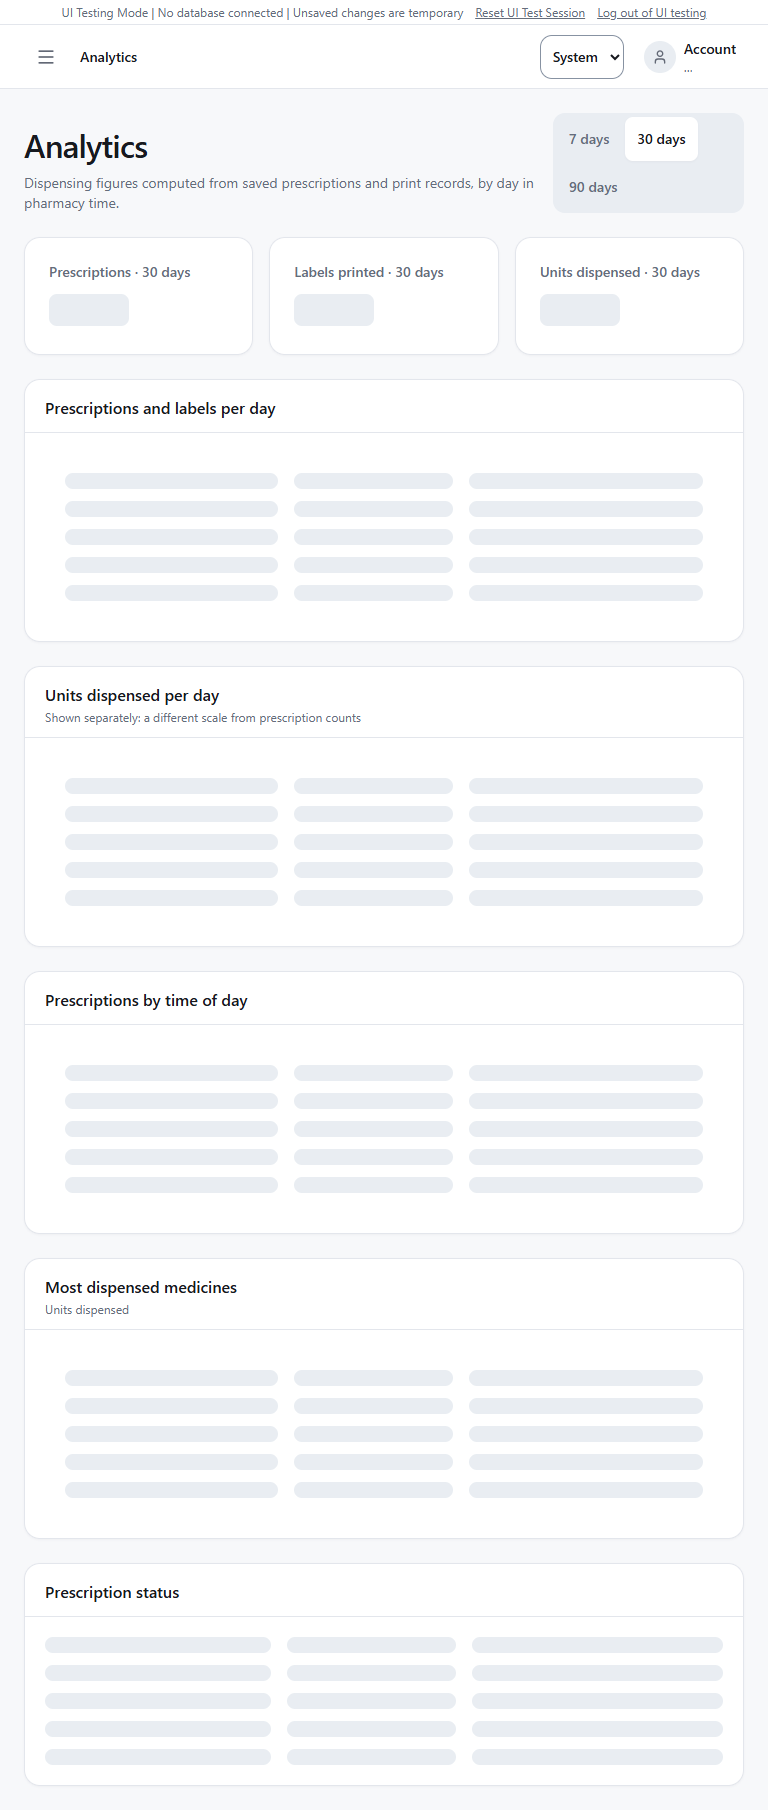 UI Testing Mode | No database connected | Unsaved changes are temporary Reset UI Test Session Log out of UI testing
Analytics
System
Account
...
Analytics
Dispensing figures computed from saved prescriptions and print records, by day in
pharmacy time.
7 days
30 days
90 days
Prescriptions · 30 days
Labels printed · 30 days
Units dispensed · 30 days
Prescriptions and labels per day
Units dispensed per day
Shown separately: a different scale from prescription counts
Prescriptions by time of day
Most dispensed medicines
Units dispensed
Prescription status